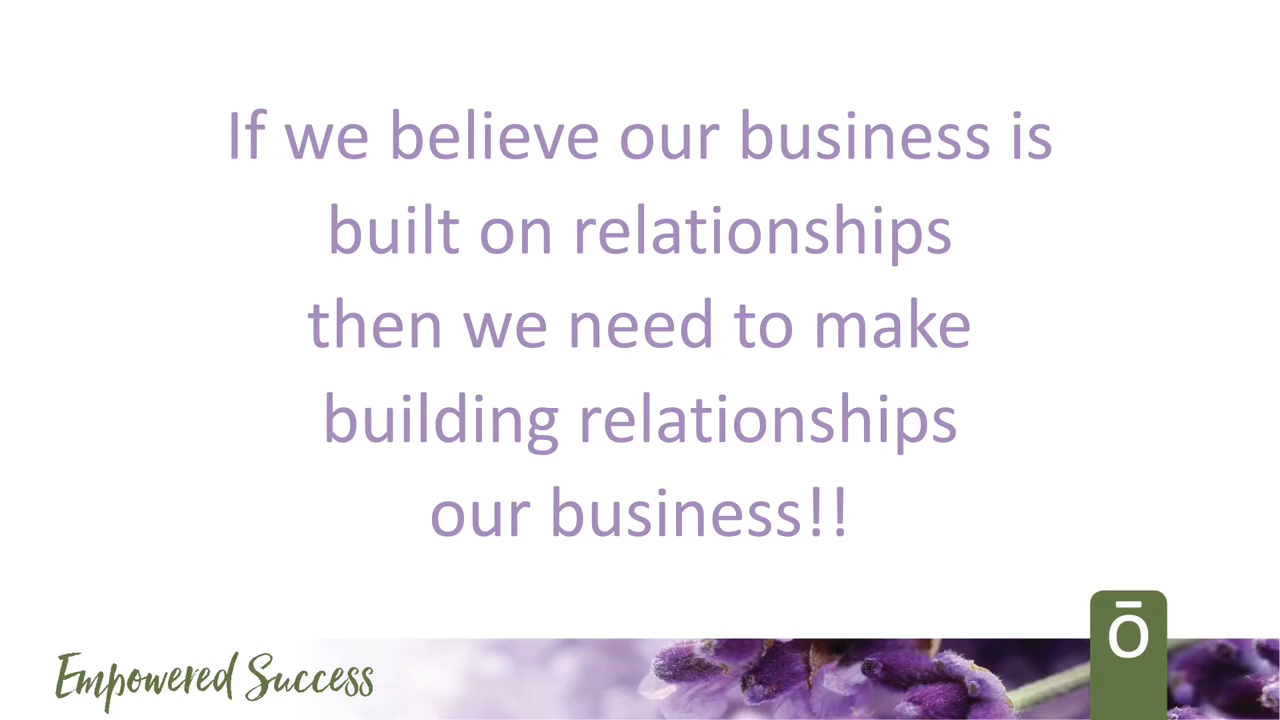 If we believe our business is
built on relationships
then we need to make
building relationships
our business!!
ō
Empowered Success